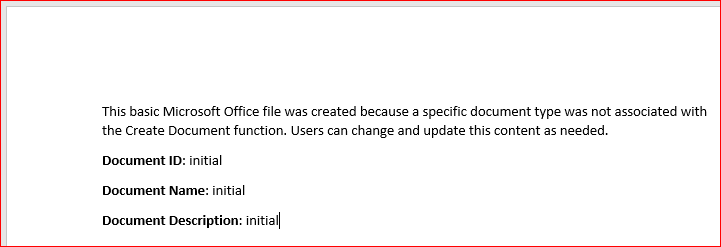 This basic Microsoft Office file was created because a specific document type was not associated with
the Create Document function. Users can change and update this content as needed.
Document ID: initial
Document Name: initial
Document Description: initial